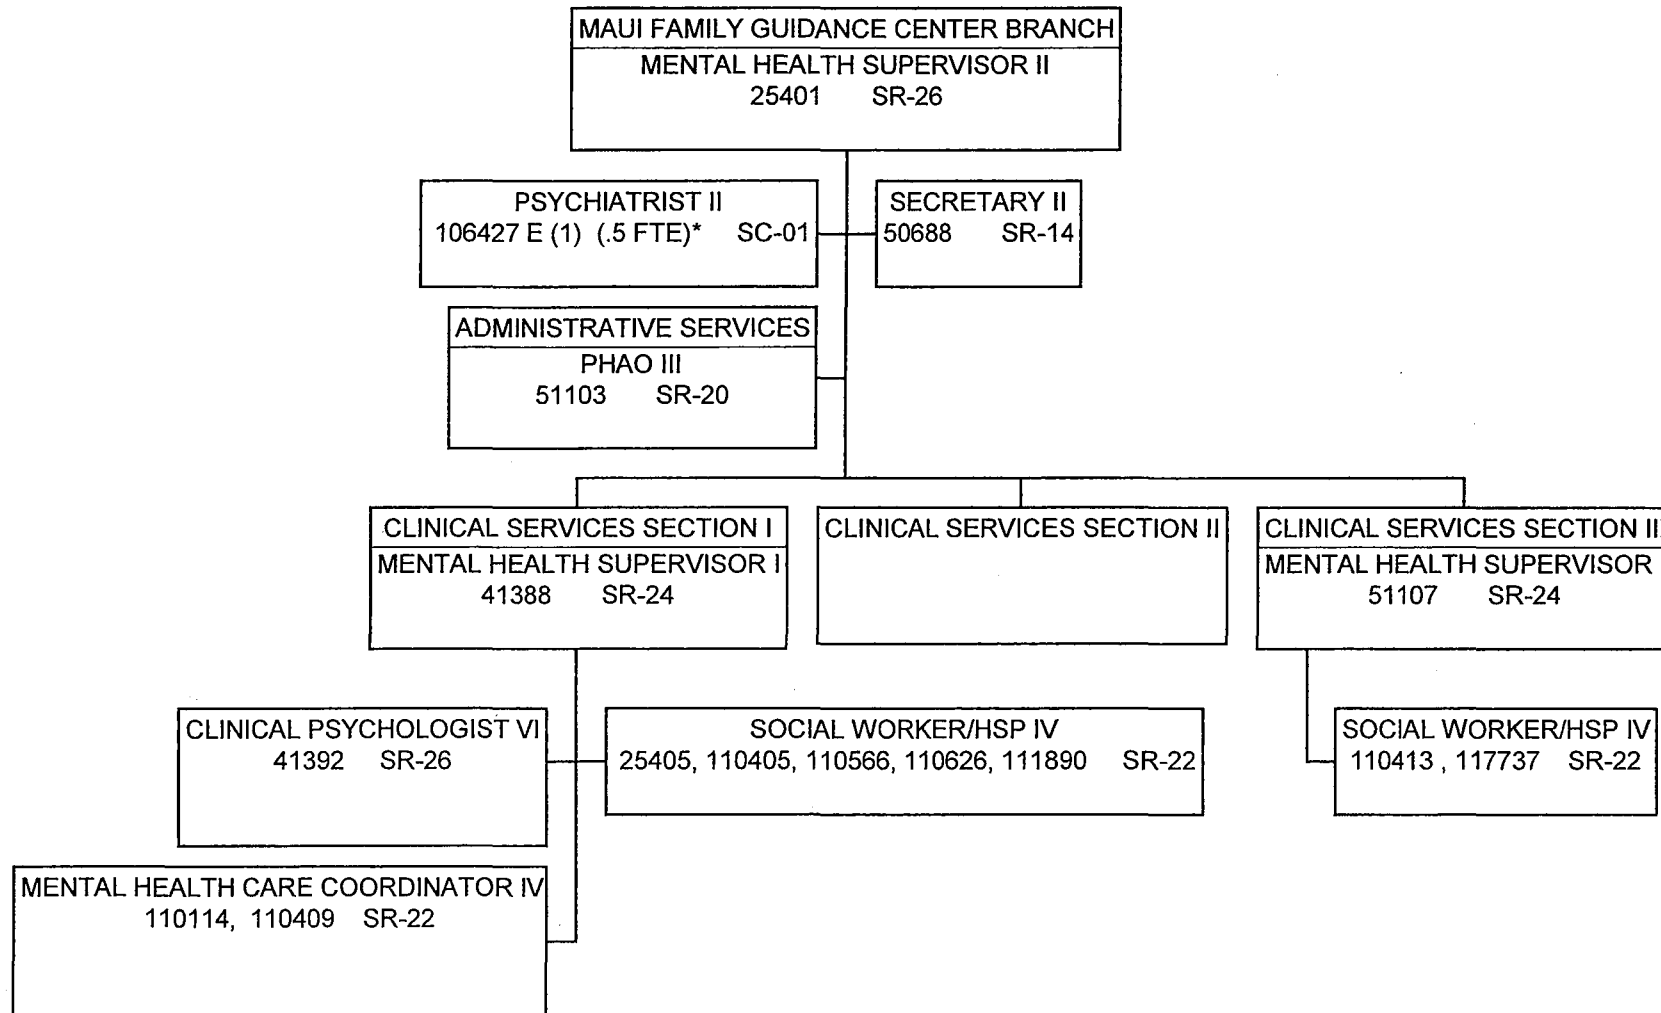 MAUI FAMILY GUIDANCE CENTER BRANCH
MENTAL HEALTH SUPERVISOR II
25401 SR-26
PSYCHIATRIST II
106427 E (1) (.5 FTE)* SC-01
SECRETARY II
50688 SR-14
ADMINISTRATIVE SERVICES
PHAO III
51103 SR-20
CLINICAL SERVICES SECTION I
MENTAL HEALTH SUPERVISOR I
41388 SR-24
CLINICAL SERVICES SECTION II
CLINICAL SERVICES SECTION II
MENTAL HEALTH SUPERVISOR
51107 SR-24
CLINICAL PSYCHOLOGIST VI
41392 SR-26
SOCIAL WORKER/HSP IV
25405, 110405, 110566, 110626, 111890 SR-22
SOCIAL WORKER/HSP IV
110413 , 117737 SR-22
MENTAL HEALTH CARE COORDINATOR IV
110114, 110409 SR-22